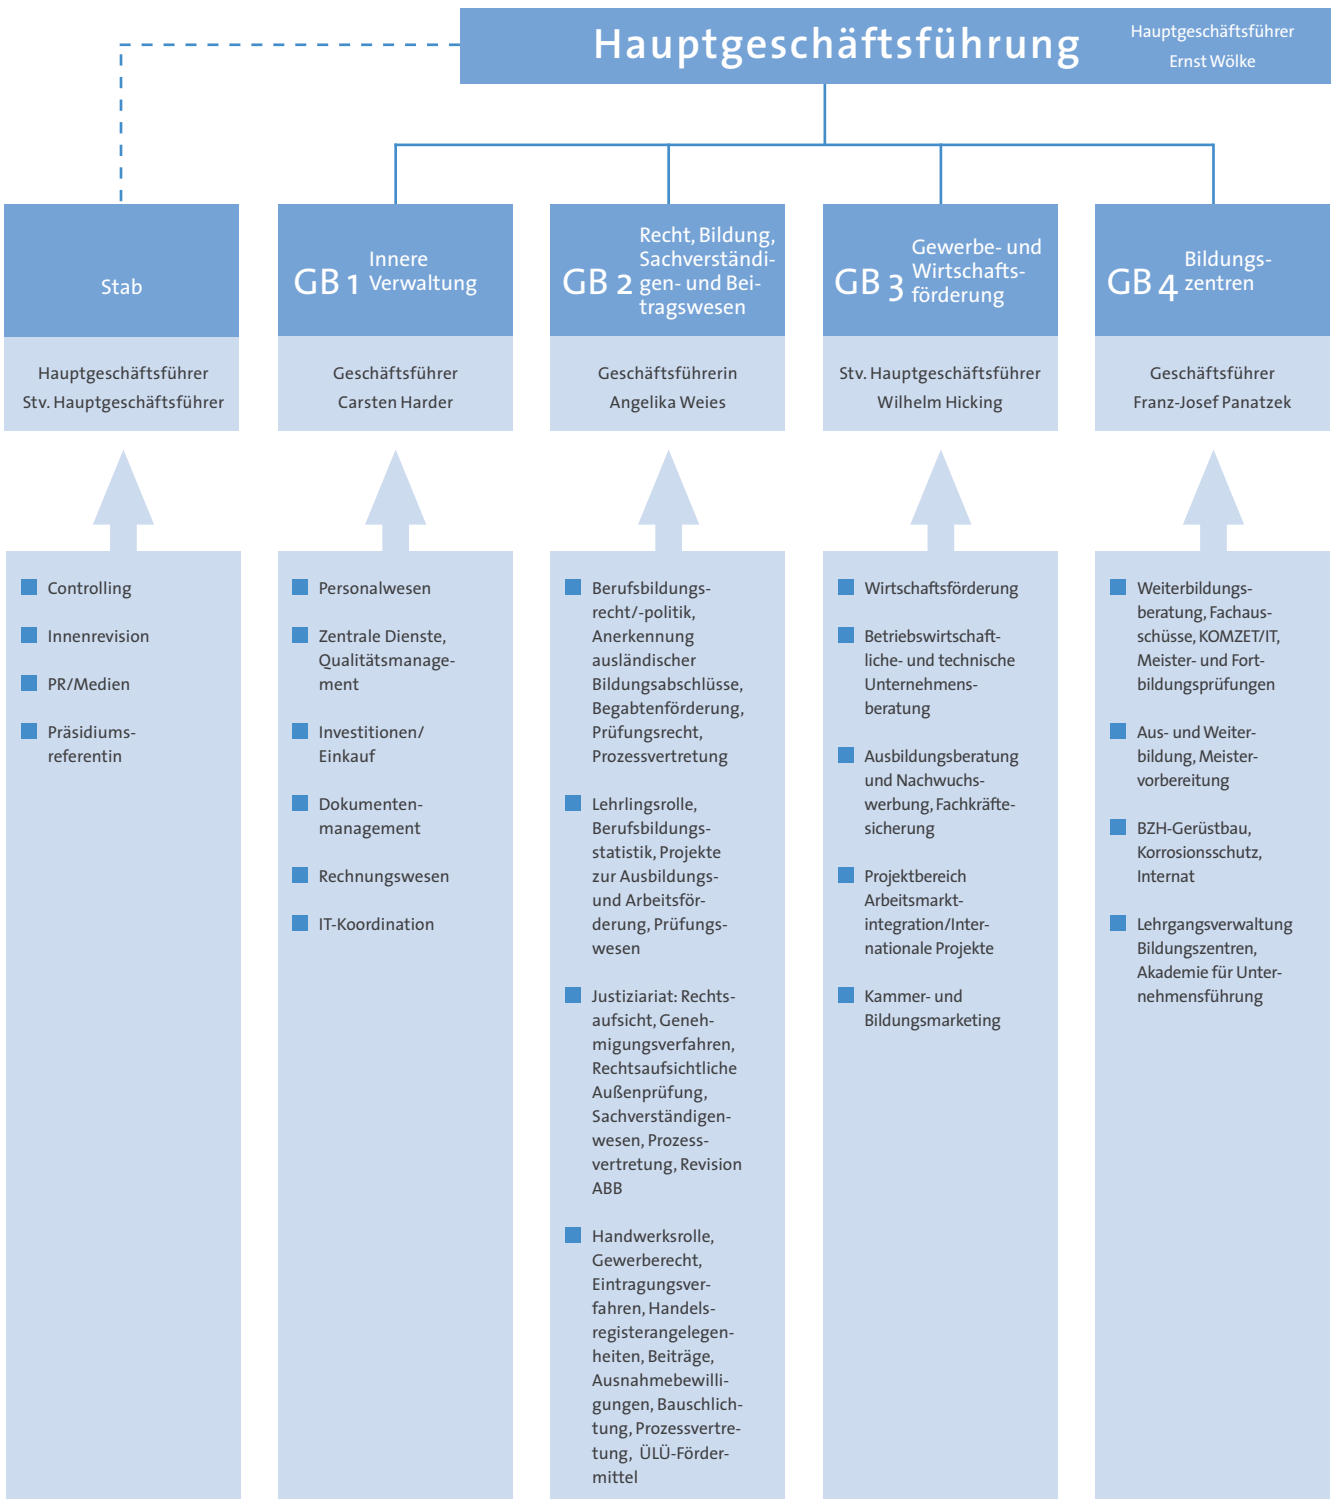 Hauptgeschäftsführung
Hauptgeschäftsführer
Ernst Wölke
Stab
Hauptgeschäftsführer
Stv. Hauptgeschäftsführer
Controlling
Innenrevision
PR/Medien
Präsidiums-
referentin
GB 1
Innere
Verwaltung
Geschäftsführer
Carsten Harder
Personalwesen
Zentrale Dienste,
Qualitätsmanage-
ment
Investitionen/
Einkauf
Dokumenten-
management
Rechnungswesen
IT-Koordination
GB 2
Recht, Bildung,
Sachverständi-
gen- und Bei-
tragswesen
Geschäftsführerin
Angelika Weies
Berufsbildungs-
recht/-politik,
Anerkennung
ausländischer
Bildungsabschlüsse,
Begabtenförderung,
Prüfungsrecht,
Prozessvertretung
Lehrlingsrolle,
Berufsbildungs-
statistik, Projekte
zur Ausbildungs-
und Arbeitsför-
derung, Prüfungs-
wesen
Justiziariat: Rechts-
aufsicht, Geneh-
migungsverfahren,
Rechtsaufsichtliche
Außenprüfung,
Sachverständigen-
wesen, Prozess-
vertretung, Revision
ABB
Handwerksrolle,
Gewerberecht,
Eintragungsver-
fahren, Handels-
registerangelegen-
heiten, Beiträge,
Ausnahmebewilli-
gungen, Bauschlich-
tung, Prozessvertre-
tung, ÜLÜ-Förder-
mittel
GB 3
Gewerbe- und
Wirtschafts-
förderung
Stv. Hauptgeschäftsführer
Wilhelm Hicking
Wirtschaftsförderung
Betriebswirtschaft-
liche- und technische
Unternehmens-
beratung
Ausbildungsberatung
und Nachwuchs-
werbung, Fachkräfte-
sicherung
Projektbereich
Arbeitsmarkt-
integration/Inter-
nationale Projekte
Kammer- und
Bildungsmarketing
GB 4
Bildungs-
zentren
Geschäftsführer
Franz-Josef Panatzek
Weiterbildungs-
beratung, Fachaus-
schüsse, KOMZET/IT,
Meister- und Fort-
bildungsprüfungen
Aus- und Weiter-
bildung, Meister-
vorbereitung
BZH-Gerüstbau,
Korrosionsschutz,
Internat
Lehrgangsverwaltung
Bildungszentren,
Akademie für Unter-
nehmensführung